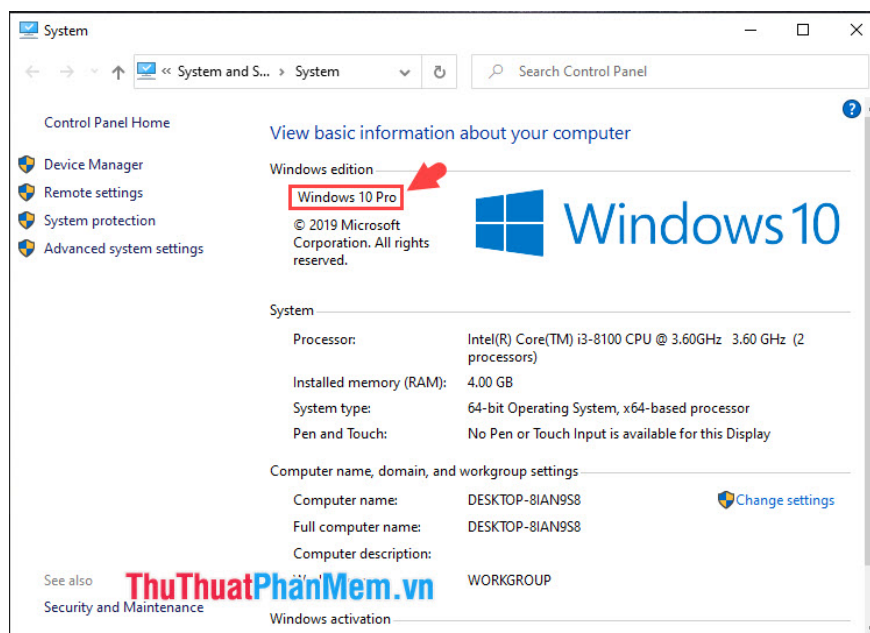 System
« System and S... › System
Search Control Panel
Control Panel Home
Device Manager
Remote settings
System protection
Advanced system settings
See also
Security and Maintenance
?
View basic information about your computer
Windows edition
Windows 10 Pro
© 2019 Microsoft
Corporation. All rights
reserved.
Windows 10
System
Processor: Intel(R) Core(TM) i3-8100 CPU @ 3.60GHz 3.60 GHz (2
processors)
Installed memory (RAM): 4.00 GB
System type: 64-bit Operating System, x64-based processor
Pen and Touch: No Pen or Touch Input is available for this Display
Computer name, domain, and workgroup settings
Computer name: DESKTOP-8IAN9S8 Change settings
Full computer name: DESKTOP-8IAN9S8
Computer description:
WORKGROUP
ThuThuatPhanMem.vn
Windows activation